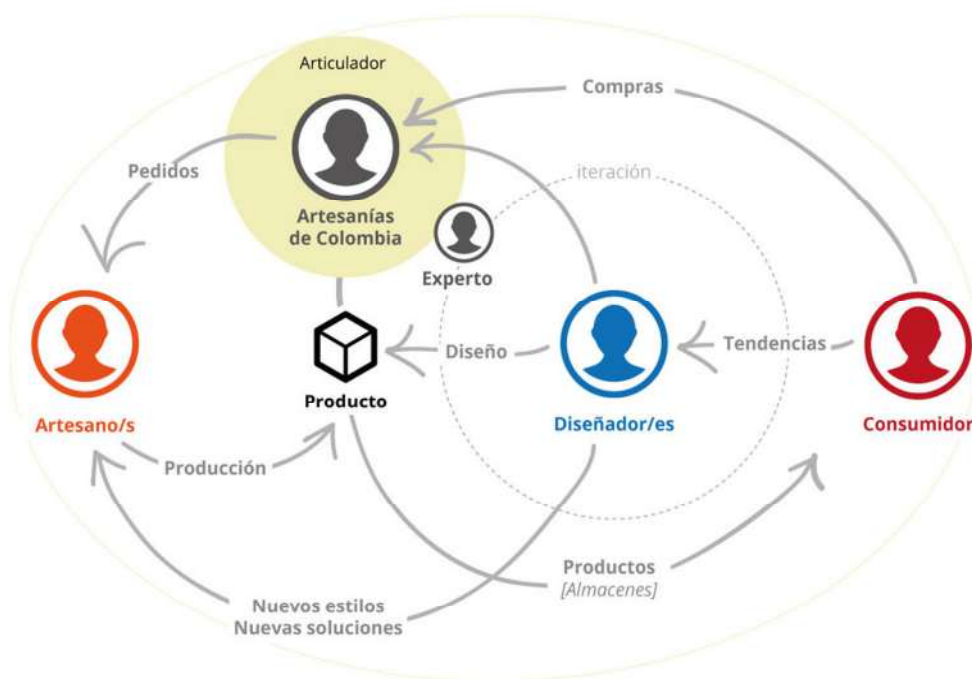 Articulador
Compras
Pedidos
iteración
Artesanías
de Colombia
Experto
Diseño
Tendencias
Producto
Artesano/s
Diseñador/es
Consumidor
Producción
Productos
[Almacenes]
Nuevos estilos
Nuevas soluciones